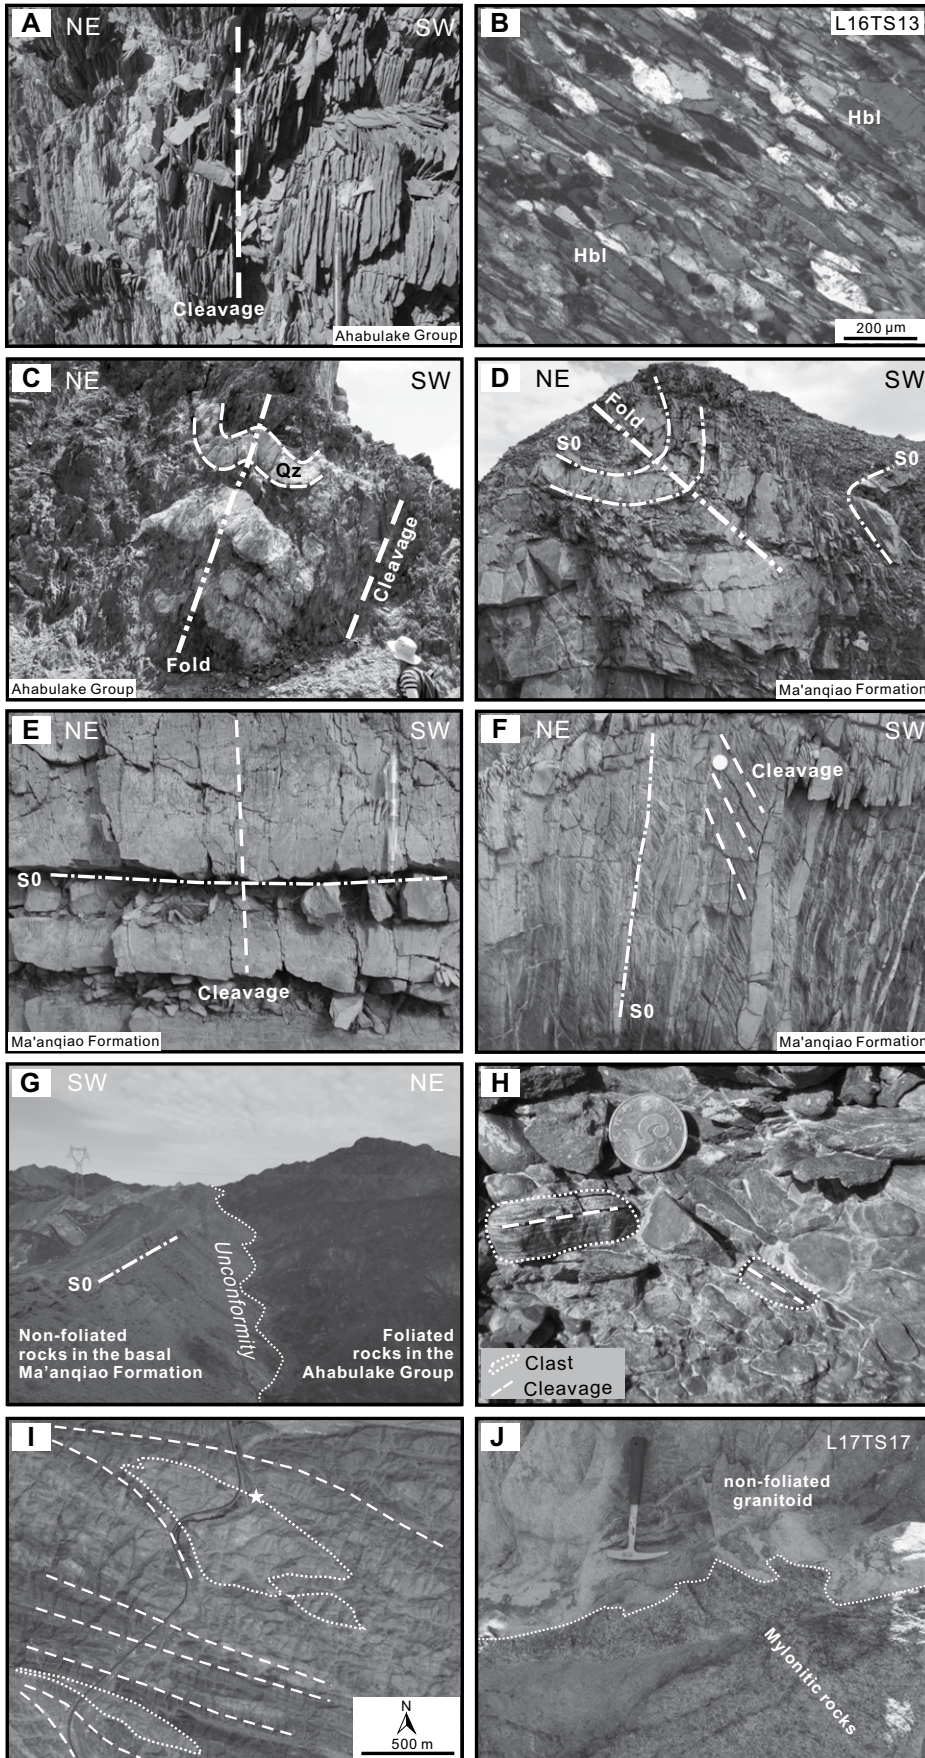 A NE SW
Cleavage
Ahabulake Group
B L16TS13
Hbl
Hbl
200 µm
C NE SW
Qz
Cleavage
Fold
Ahabulake Group
D NE SW
Fold
S0
S0
Ma'anqiao Formation
E NE SW
S0
Cleavage
Ma'anqiao Formation
F NE SW
Cleavage
S0
Ma'anqiao Formation
G SW NE
S0
Unconformity
Non-foliated
rocks in the basal
Ma'anqiao Formation
Foliated
rocks in the
Ahabulake Group
H
Clast
Cleavage
I
N
500 m
J L17TS17
non-foliated
granitoid
Mylonitic rocks